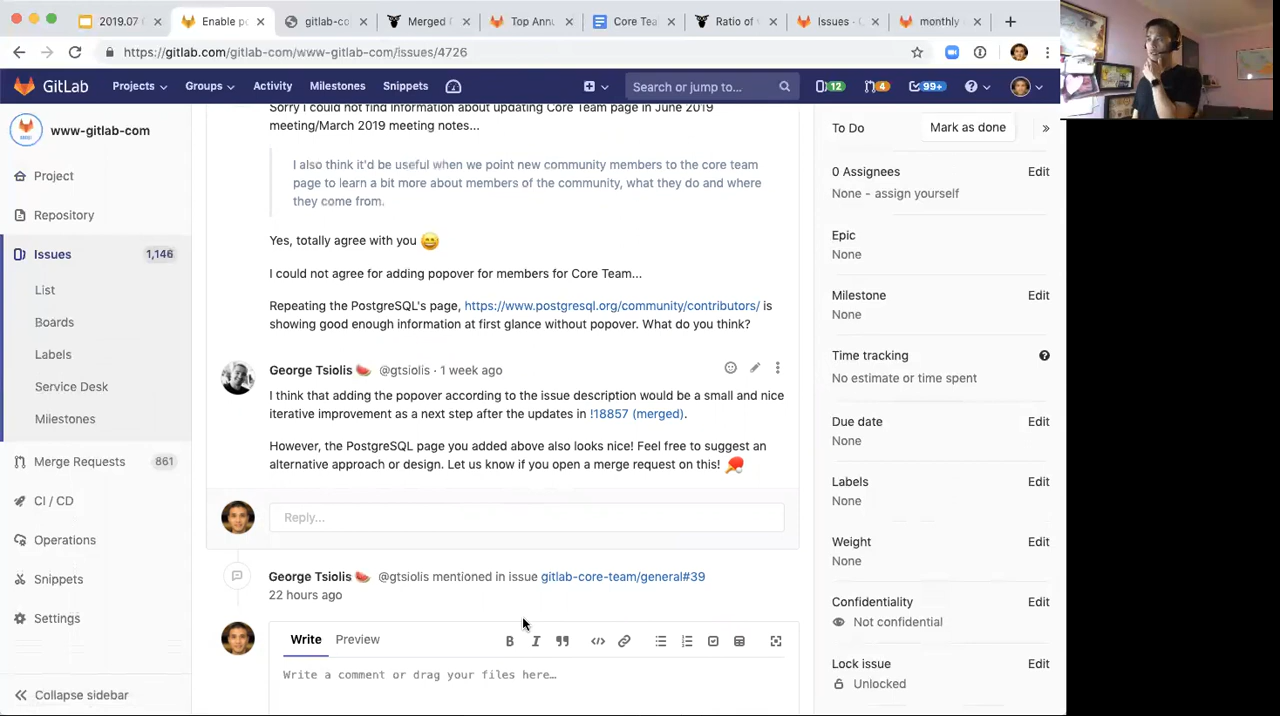 2019.07
Enable p
gitlab-co
Merged
Top Annu
Core Tea
Ratio of
Issues
monthly
https://gitlab.com/gitlab-com/www-gitlab-com/issues/4726
GitLab
Projects
Groups
Activity
Milestones
Snippets
Search or jump to...
12
4
99+
www-gitlab-com
Project
Repository
Issues 1,146
List
Boards
Labels
Service Desk
Milestones
Merge Requests 861
CI / CD
Operations
Snippets
Settings
Collapse sidebar
Sorry I could not find information about updating Core Team page in June 2019
meeting/March 2019 meeting notes...
I also think it'd be useful when we point new community members to the core team
page to learn a bit more about members of the community, what they do and where
they come from.
Yes, totally agree with you
I could not agree for adding popover for members for Core Team...
Repeating the PostgreSQL's page, https://www.postgresql.org/community/contributors/ is
showing good enough information at first glance without popover. What do you think?
George Tsiolis @gtsiolis · 1 week ago
I think that adding the popover according to the issue description would be a small and nice
iterative improvement as a next step after the updates in !18857 (merged).
However, the PostgreSQL page you added above also looks nice! Feel free to suggest an
alternative approach or design. Let us know if you open a merge request on this!
Reply...
George Tsiolis @gtsiolis mentioned in issue gitlab-core-team/general#39
22 hours ago
Write Preview
Write a comment or drag your files here...
To Do Mark as done
0 Assignees Edit
None - assign yourself
Epic
None
Milestone Edit
None
Time tracking
No estimate or time spent
Due date Edit
None
Labels Edit
None
Weight Edit
None
Confidentiality Edit
Not confidential
Lock issue Edit
Unlocked